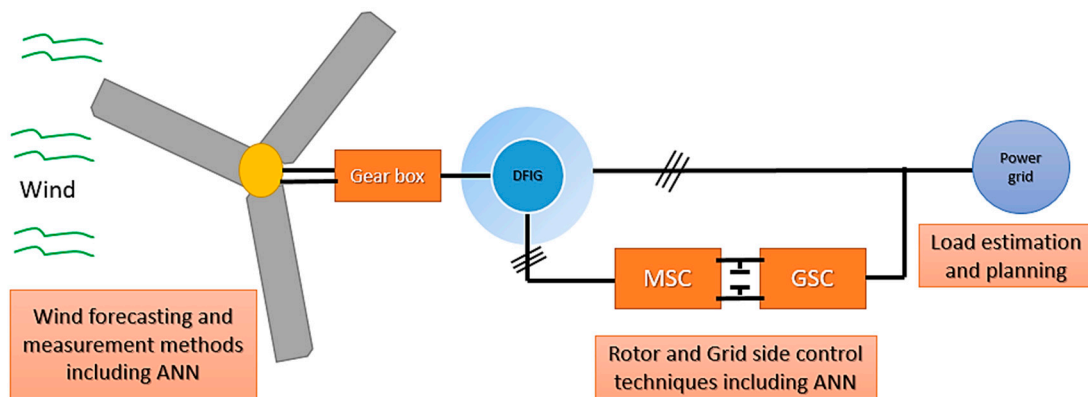 Wind
Wind forecasting and
measurement methods
including ANN
Gear box
DFIG
MSC
GSC
Rotor and Grid side control
techniques including ANN
Power
grid
Load estimation
and planning